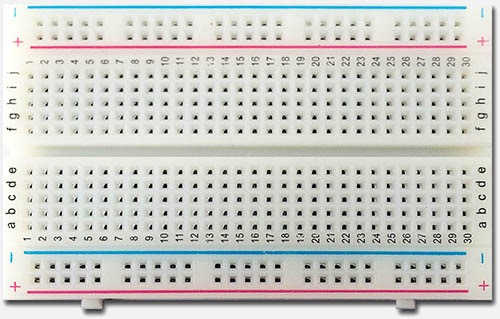 − −
+ +
1 2 3 4 5 6 7 8 9 10 11 12 13 14 15 16 17 18 19 20 21 22 23 24 25 26 27 28 29 30
j j
i i
h h
g g
f f
e e
d d
c c
b b
a a
1 2 3 4 5 6 7 8 9 10 11 12 13 14 15 16 17 18 19 20 21 22 23 24 25 26 27 28 29 30
− −
+ +